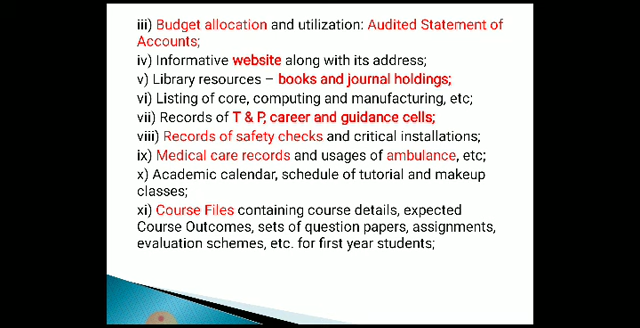 iii) Budget allocation and utilization: Audited Statement of
Accounts;
iv) Informative website along with its address;
v) Library resources – books and journal holdings;
vi) Listing of core, computing and manufacturing, etc;
vii) Records of T & P, career and guidance cells;
viii) Records of safety checks and critical installations;
ix) Medical care records and usages of ambulance, etc;
x) Academic calendar, schedule of tutorial and makeup
classes;
xi) Course Files containing course details, expected
Course Outcomes, sets of question papers, assignments,
evaluation schemes, etc. for first year students;